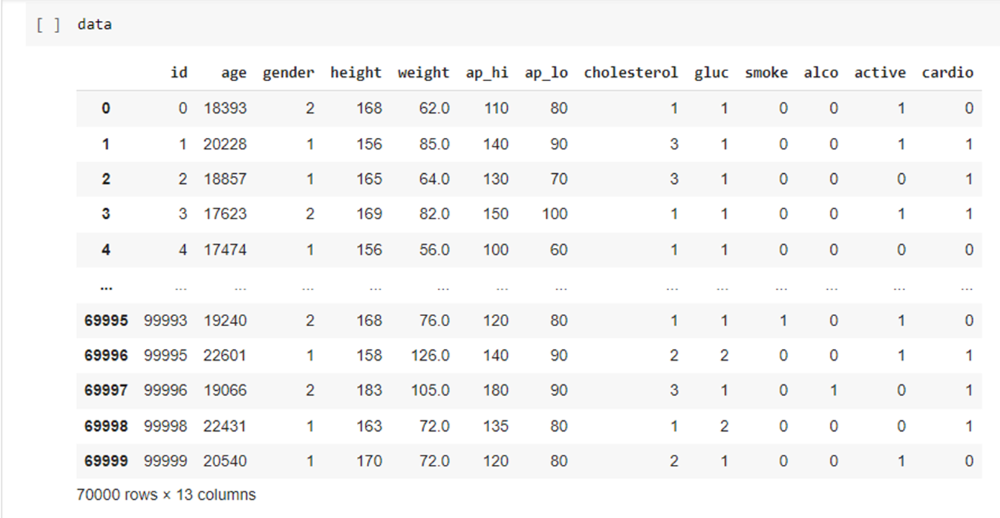 [ ] data
id age gender height weight ap_hi ap_lo cholesterol gluc smoke alco active cardio
0 0 18393 2 168 62.0 110 80 1 1 0 0 1 0
1 1 20228 1 156 85.0 140 90 3 1 0 0 1 1
2 2 18857 1 165 64.0 130 70 3 1 0 0 0 1
3 3 17623 2 169 82.0 150 100 1 1 0 0 1 1
4 4 17474 1 156 56.0 100 60 1 1 0 0 0 0
... ... ... ... ... ... ... ... ... ... ... ... ... ...
69995 99993 19240 2 168 76.0 120 80 1 1 1 0 1 0
69996 99995 22601 1 158 126.0 140 90 2 2 0 0 1 1
69997 99996 19066 2 183 105.0 180 90 3 1 0 1 0 1
69998 99998 22431 1 163 72.0 135 80 1 2 0 0 0 1
69999 99999 20540 1 170 72.0 120 80 2 1 0 0 1 0
70000 rows × 13 columns